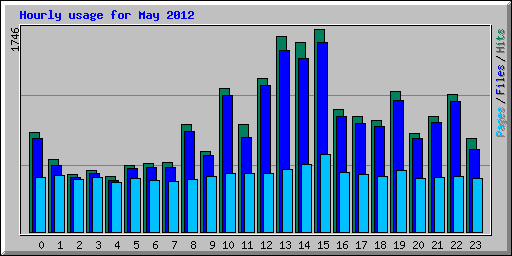 Hourly usage for May 2012
1746
Pages/Files/Hits
0 1 2 3 4 5 6 7 8 9 10 11 12 13 14 15 16 17 18 19 20 21 22 23